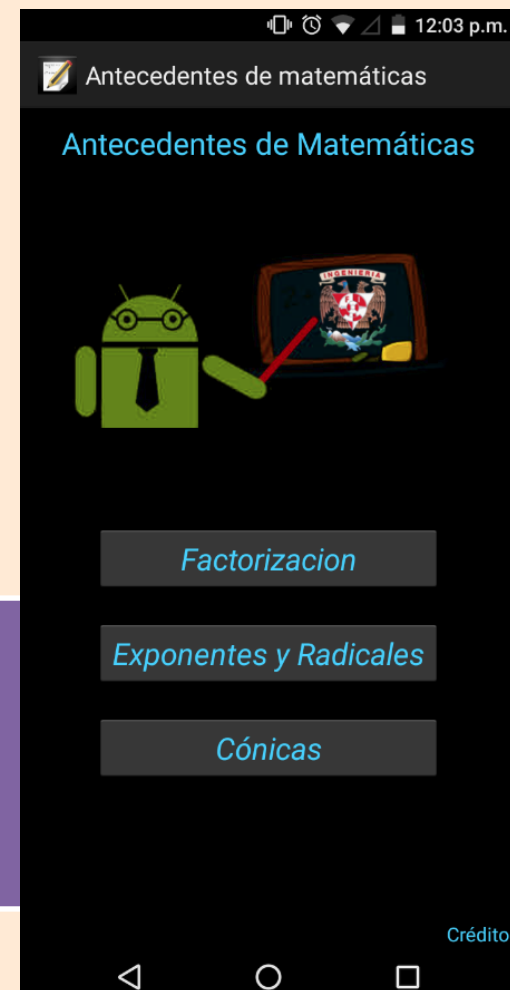 12:03 p.m.
Antecedentes de matemáticas
Antecedentes de Matemáticas
INGENIERIA
Factorizacion
Exponentes y Radicales
Cónicas
Crédito